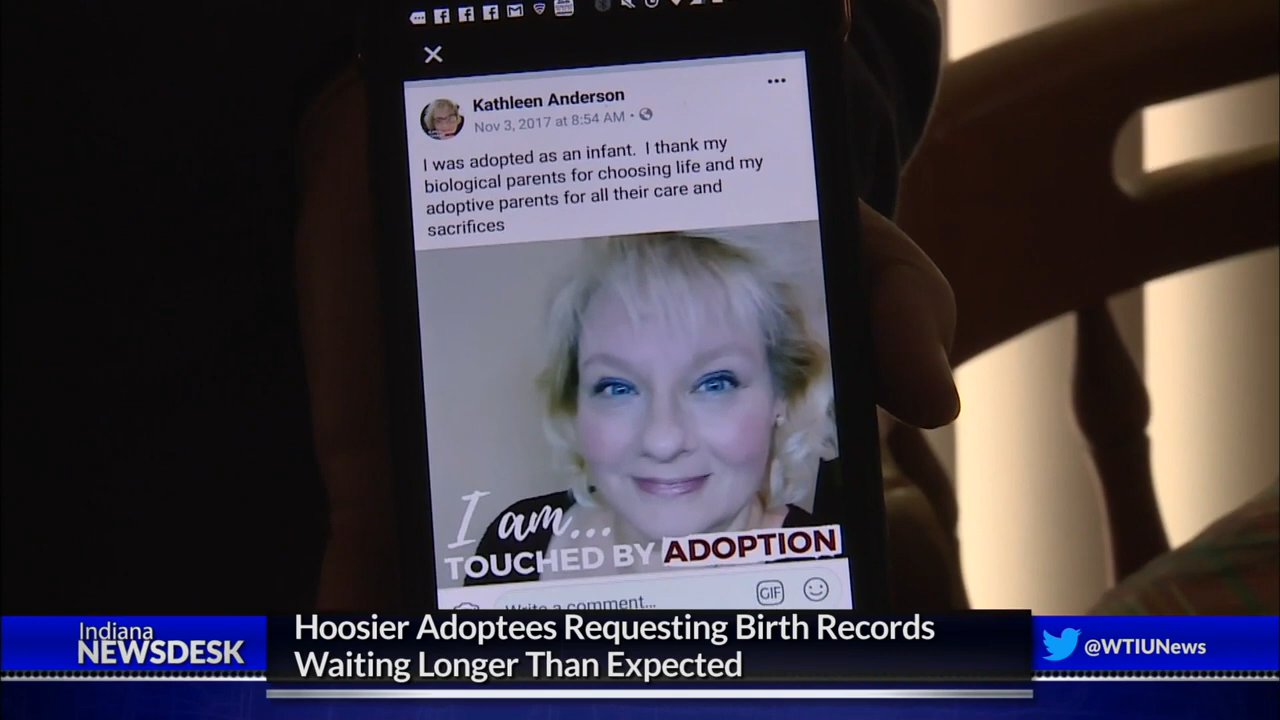 Kathleen Anderson
Nov 3, 2017 at 8:54 AM
I was adopted as an infant. I thank my
biological parents for choosing life and my
adoptive parents for all their care and
sacrifices
I am...
TOUCHED BY ADOPTION
GIF
Write a comment...
Indiana
NEWSDESK
Hoosier Adoptees Requesting Birth Records
Waiting Longer Than Expected
@WTIUNews